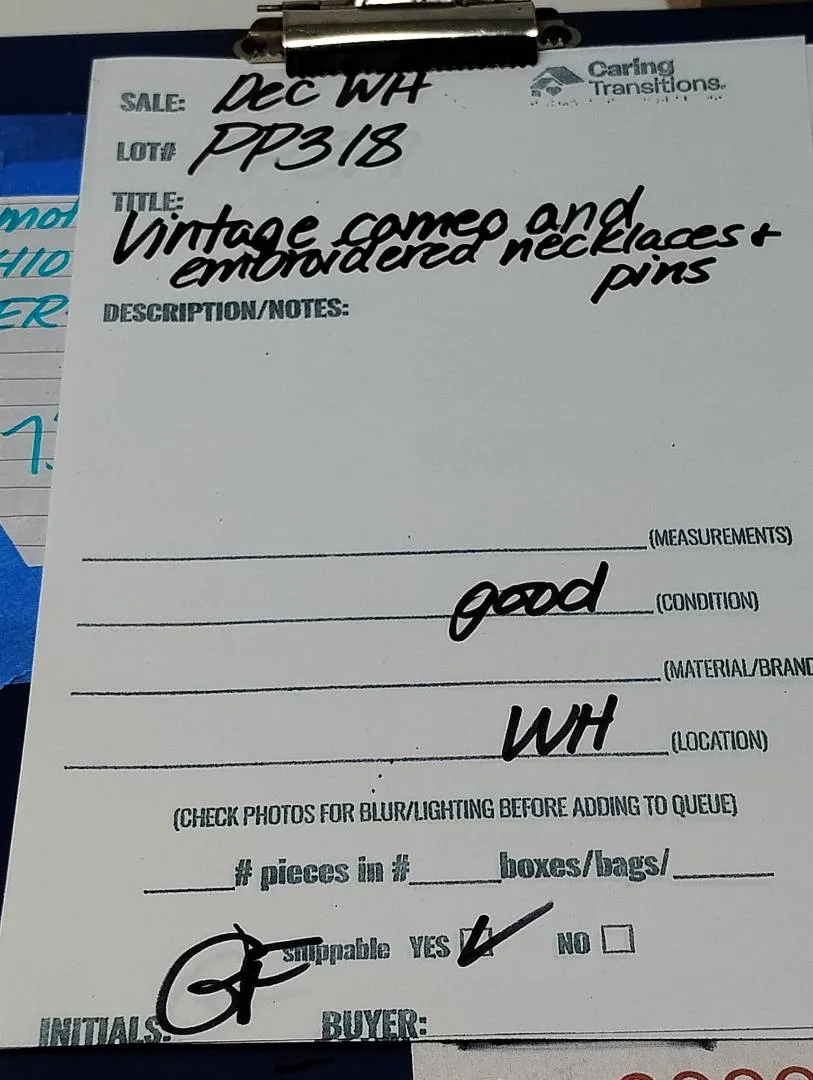 SALE: Dec WH
Caring
Transitions
LOT# PP318
TITLE:
Vintage cameo and
embroidered necklaces +
pins
DESCRIPTION/NOTES:
(MEASUREMENTS)
good (CONDITION)
(MATERIAL/BRAND
WH (LOCATION)
(CHECK PHOTOS FOR BLUR/LIGHTING BEFORE ADDING TO QUEUE)
# pieces in # boxes/bags/
shippable YES NO
INITIALS: BUYER: